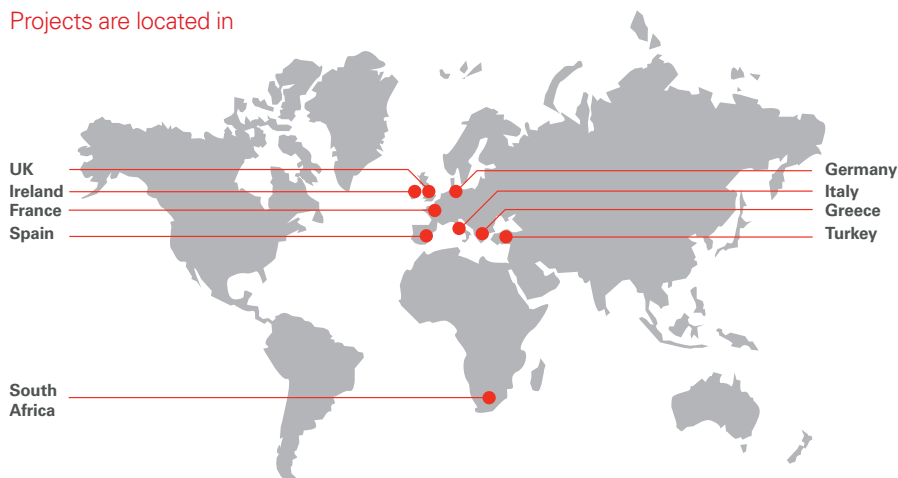 Projects are located in
UK
Ireland
France
Spain
Germany
Italy
Greece
Turkey
South
Africa